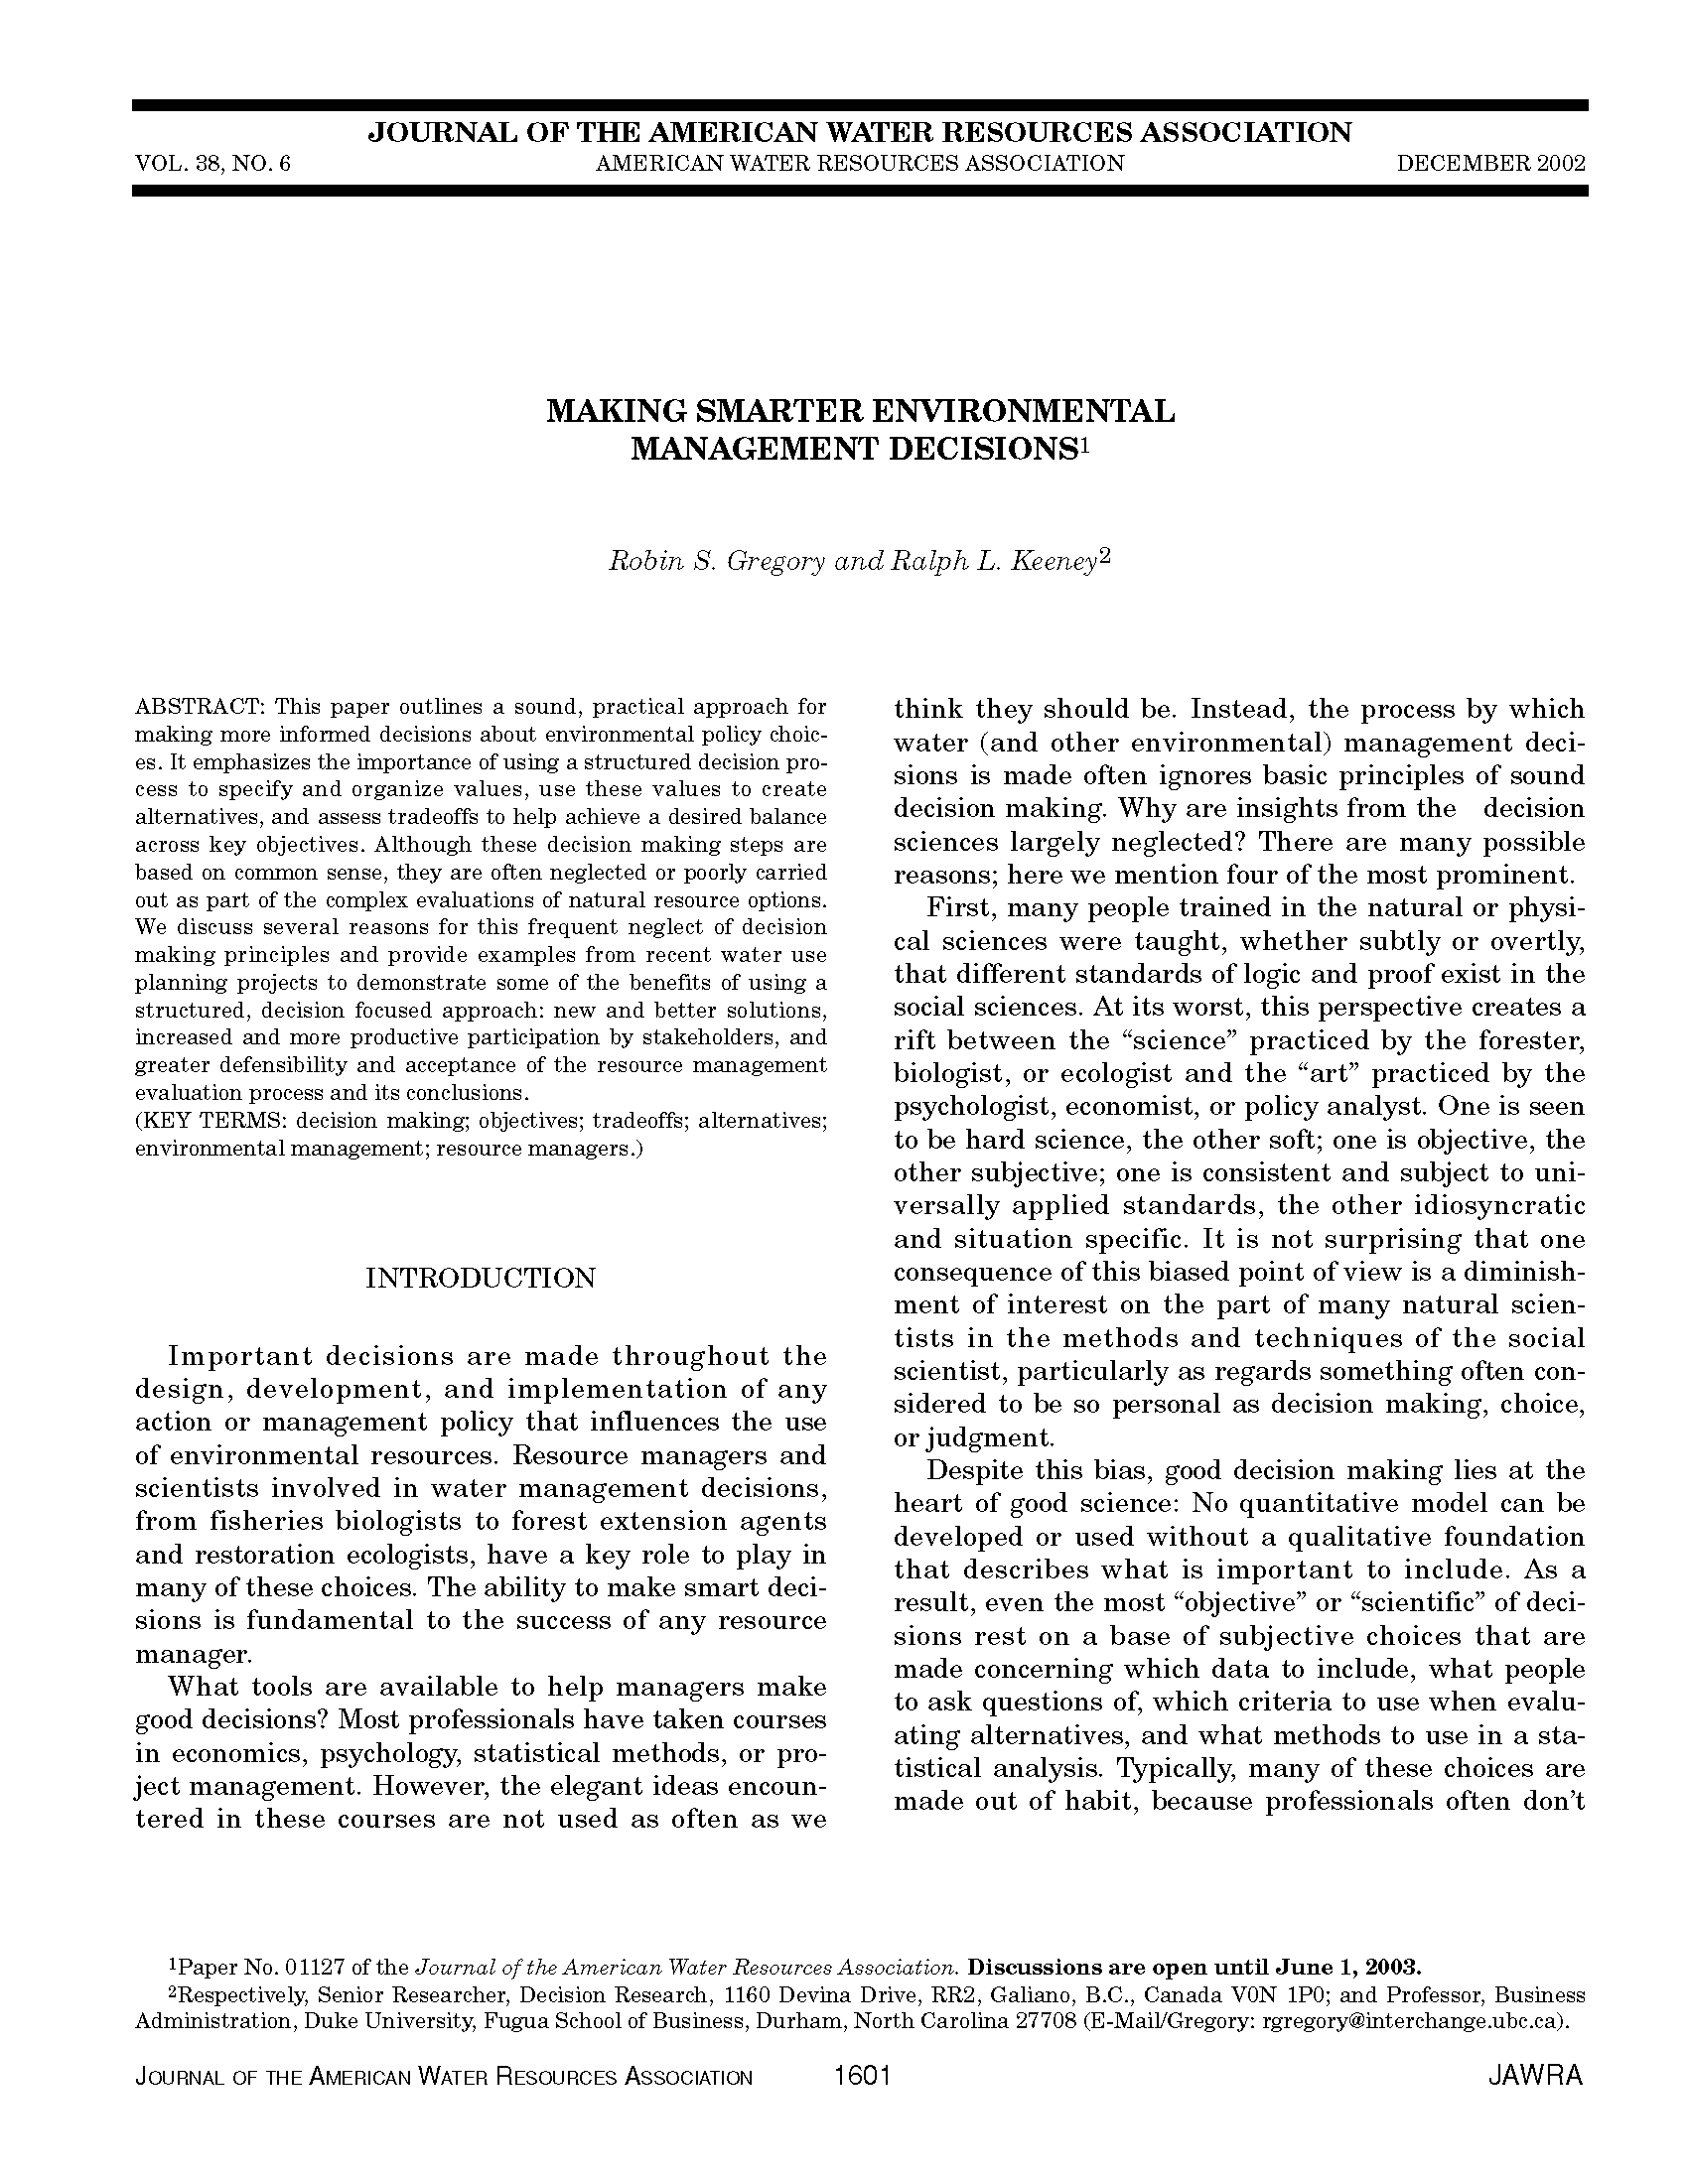 JOURNAL OF THE AMERICAN WATER RESOURCES ASSOCIATION
VOL. 38, NO. 6 AMERICAN WATER RESOURCES ASSOCIATION DECEMBER 2002
MAKING SMARTER ENVIRONMENTAL
MANAGEMENT DECISIONS1
Robin S. Gregory and Ralph L. Keeney2
ABSTRACT: This paper outlines a sound, practical approach for
making more informed decisions about environmental policy choic-
es. It emphasizes the importance of using a structured decision pro-
cess to specify and organize values, use these values to create
alternatives, and assess tradeoffs to help achieve a desired balance
across key objectives. Although these decision making steps are
based on common sense, they are often neglected or poorly carried
out as part of the complex evaluations of natural resource options.
We discuss several reasons for this frequent neglect of decision
making principles and provide examples from recent water use
planning projects to demonstrate some of the benefits of using a
structured, decision focused approach: new and better solutions,
increased and more productive participation by stakeholders, and
greater defensibility and acceptance of the resource management
evaluation process and its conclusions.
(KEY TERMS: decision making; objectives; tradeoffs; alternatives;
environmental management; resource managers.)
INTRODUCTION
Important decisions are made throughout the
design, development, and implementation of any
action or management policy that influences the use
of environmental resources. Resource managers and
scientists involved in water management decisions,
from fisheries biologists to forest extension agents
and restoration ecologists, have a key role to play in
many of these choices. The ability to make smart deci-
sions is fundamental to the success of any resource
manager.
What tools are available to help managers make
good decisions? Most professionals have taken courses
in economics, psychology, statistical methods, or pro-
ject management. However, the elegant ideas encoun-
tered in these courses are not used as often as we
think they should be. Instead, the process by which
water (and other environmental) management deci-
sions is made often ignores basic principles of sound
decision making. Why are insights from the decision
sciences largely neglected? There are many possible
reasons; here we mention four of the most prominent.
First, many people trained in the natural or physi-
cal sciences were taught, whether subtly or overtly,
that different standards of logic and proof exist in the
social sciences. At its worst, this perspective creates a
rift between the “science” practiced by the forester,
biologist, or ecologist and the “art” practiced by the
psychologist, economist, or policy analyst. One is seen
to be hard science, the other soft; one is objective, the
other subjective; one is consistent and subject to uni-
versally applied standards, the other idiosyncratic
and situation specific. It is not surprising that one
consequence of this biased point of view is a diminish-
ment of interest on the part of many natural scien-
tists in the methods and techniques of the social
scientist, particularly as regards something often con-
sidered to be so personal as decision making, choice,
or judgment.
Despite this bias, good decision making lies at the
heart of good science: No quantitative model can be
developed or used without a qualitative foundation
that describes what is important to include. As a
result, even the most “objective” or “scientific” of deci-
sions rest on a base of subjective choices that are
made concerning which data to include, what people
to ask questions of, which criteria to use when evalu-
ating alternatives, and what methods to use in a sta-
tistical analysis. Typically, many of these choices are
made out of habit, because professionals often don’t
1Paper No. 01127 of the Journal of the American Water Resources Association. Discussions are open until June 1, 2003.
2Respectively, Senior Researcher, Decision Research, 1160 Devina Drive, RR2, Galiano, B.C., Canada V0N 1P0; and Professor, Business
Administration, Duke University, Fugua School of Business, Durham, North Carolina 27708 (E-Mail/Gregory: rgregory@interchange.ubc.ca).
JOURNAL OF THE AMERICAN WATER RESOURCES ASSOCIATION 1601 JAWRA